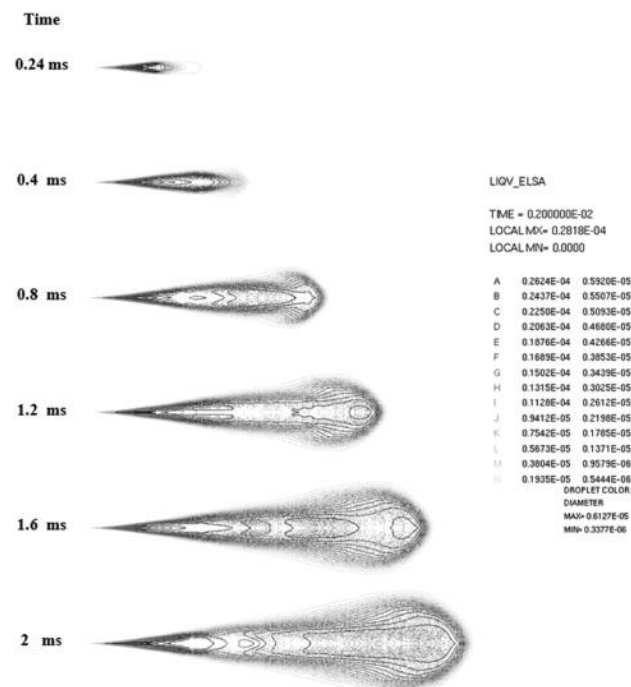 Time
0.24 ms
0.4 ms
0.8 ms
1.2 ms
1.6 ms
2 ms
LIQV_ELSA
TIME = 0.200000E-02
LOCAL MX= 0.2818E-04
LOCAL MN= 0.0000
A 0.2624E-04 0.5920E-05
B 0.2437E-04 0.5507E-05
C 0.2250E-04 0.5093E-05
D 0.2063E-04 0.4680E-05
E 0.1876E-04 0.4266E-05
F 0.1689E-04 0.3853E-05
G 0.1502E-04 0.3439E-05
H 0.1315E-04 0.3025E-05
I 0.1128E-04 0.2612E-05
J 0.9412E-05 0.2198E-05
K 0.7542E-05 0.1785E-05
L 0.5673E-05 0.1371E-05
M 0.3804E-05 0.9579E-06
N 0.1935E-05 0.5444E-06
DROPLET COLOR:
DIAMETER
MAX= 0.6127E-05
MIN= 0.3377E-06